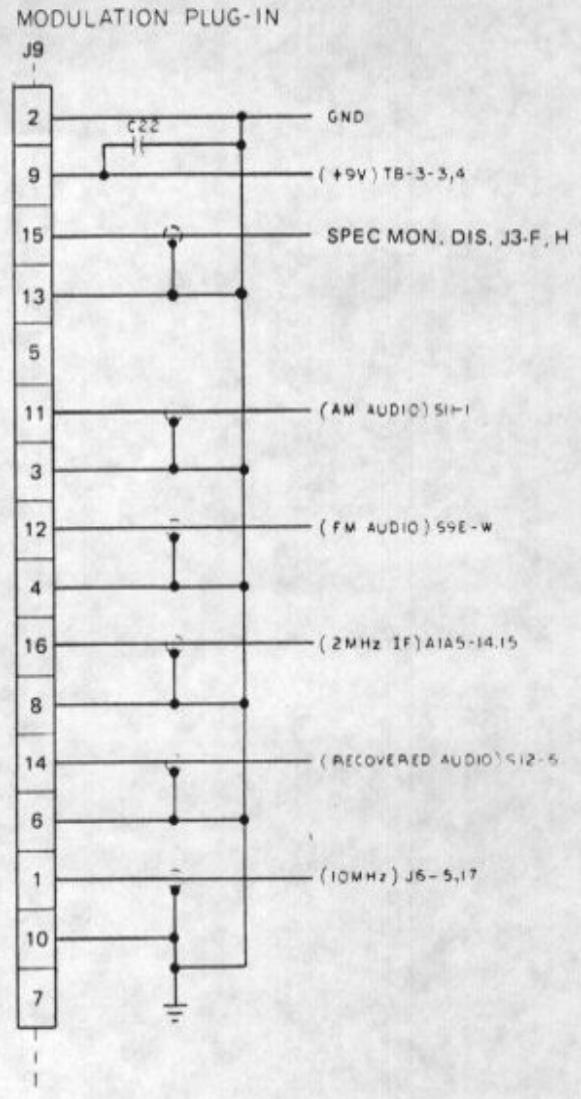 MODULATION PLUG-IN
J9
2 GND
C22
9 (+9V) TB-3-3,4
15 SPEC MON. DIS. J3-F, H
13
5
11 (AM AUDIO) S1-1
3
12 (FM AUDIO) S9E-W
4
16 (2MHz IF) A1A5-14,15
8
14 (RECOVERED AUDIO) S12-6
6
1 (10MHz) J6-5,17
10
7